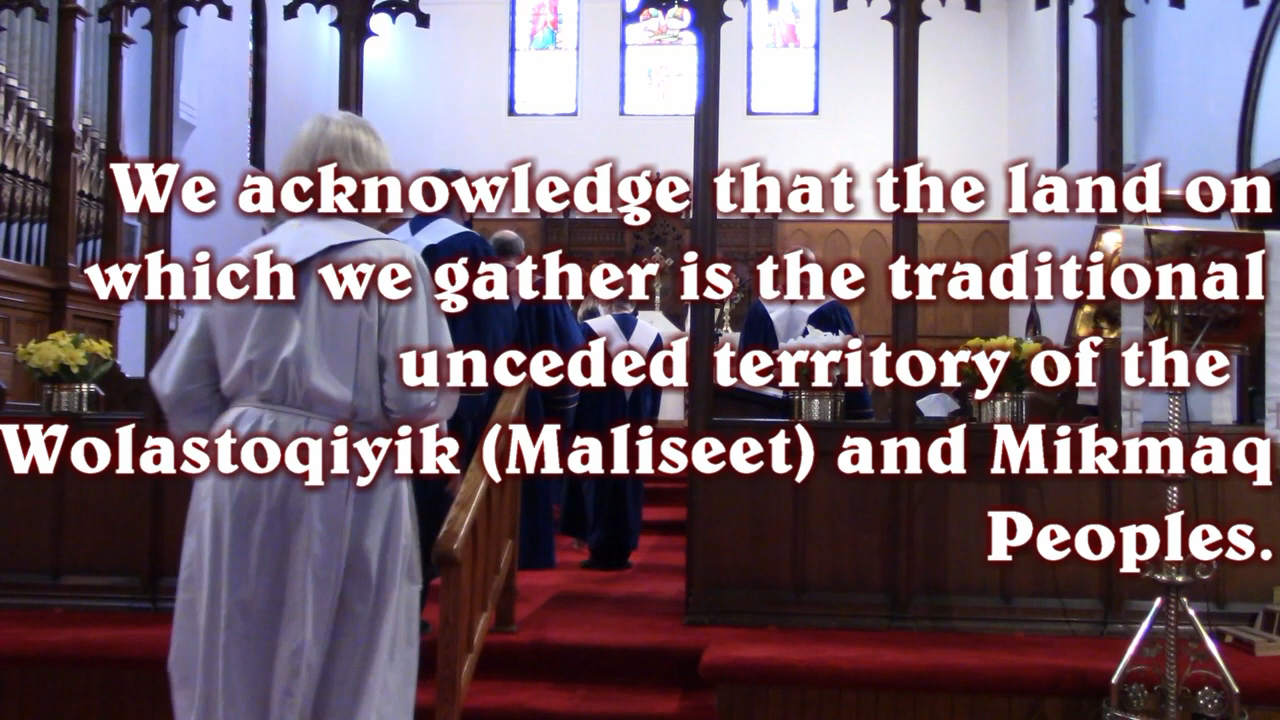 We acknowledge that the land on
which we gather is the traditional
unceded territory of the
Wolastoqiyik (Maliseet) and Mikmaq
Peoples.